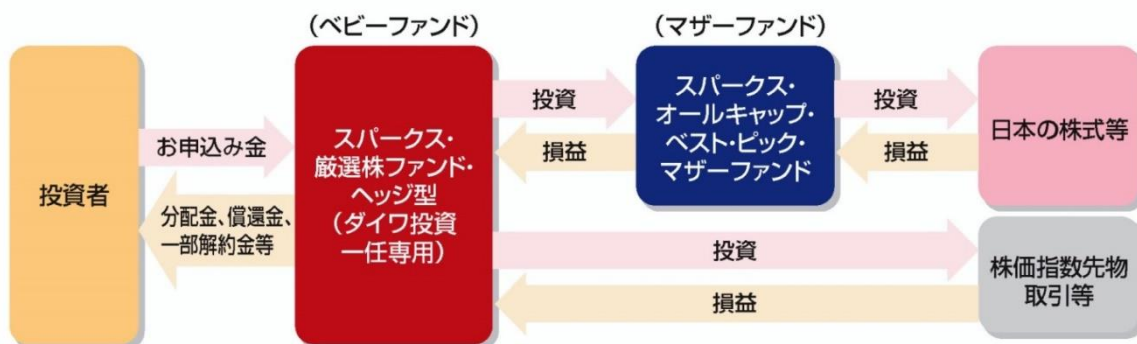 (ベビーファンド)
(マザーファンド)
投資者
お申込み金
分配金、償還金、
一部解約金等
スパークス・
厳選株ファンド・
ヘッジ型
(ダイワ投資
一任専用)
投資
損益
スパークス・
オールキャップ・
ベスト・ピック・
マザーファンド
投資
損益
日本の株式等
投資
損益
株価指数先物
取引等